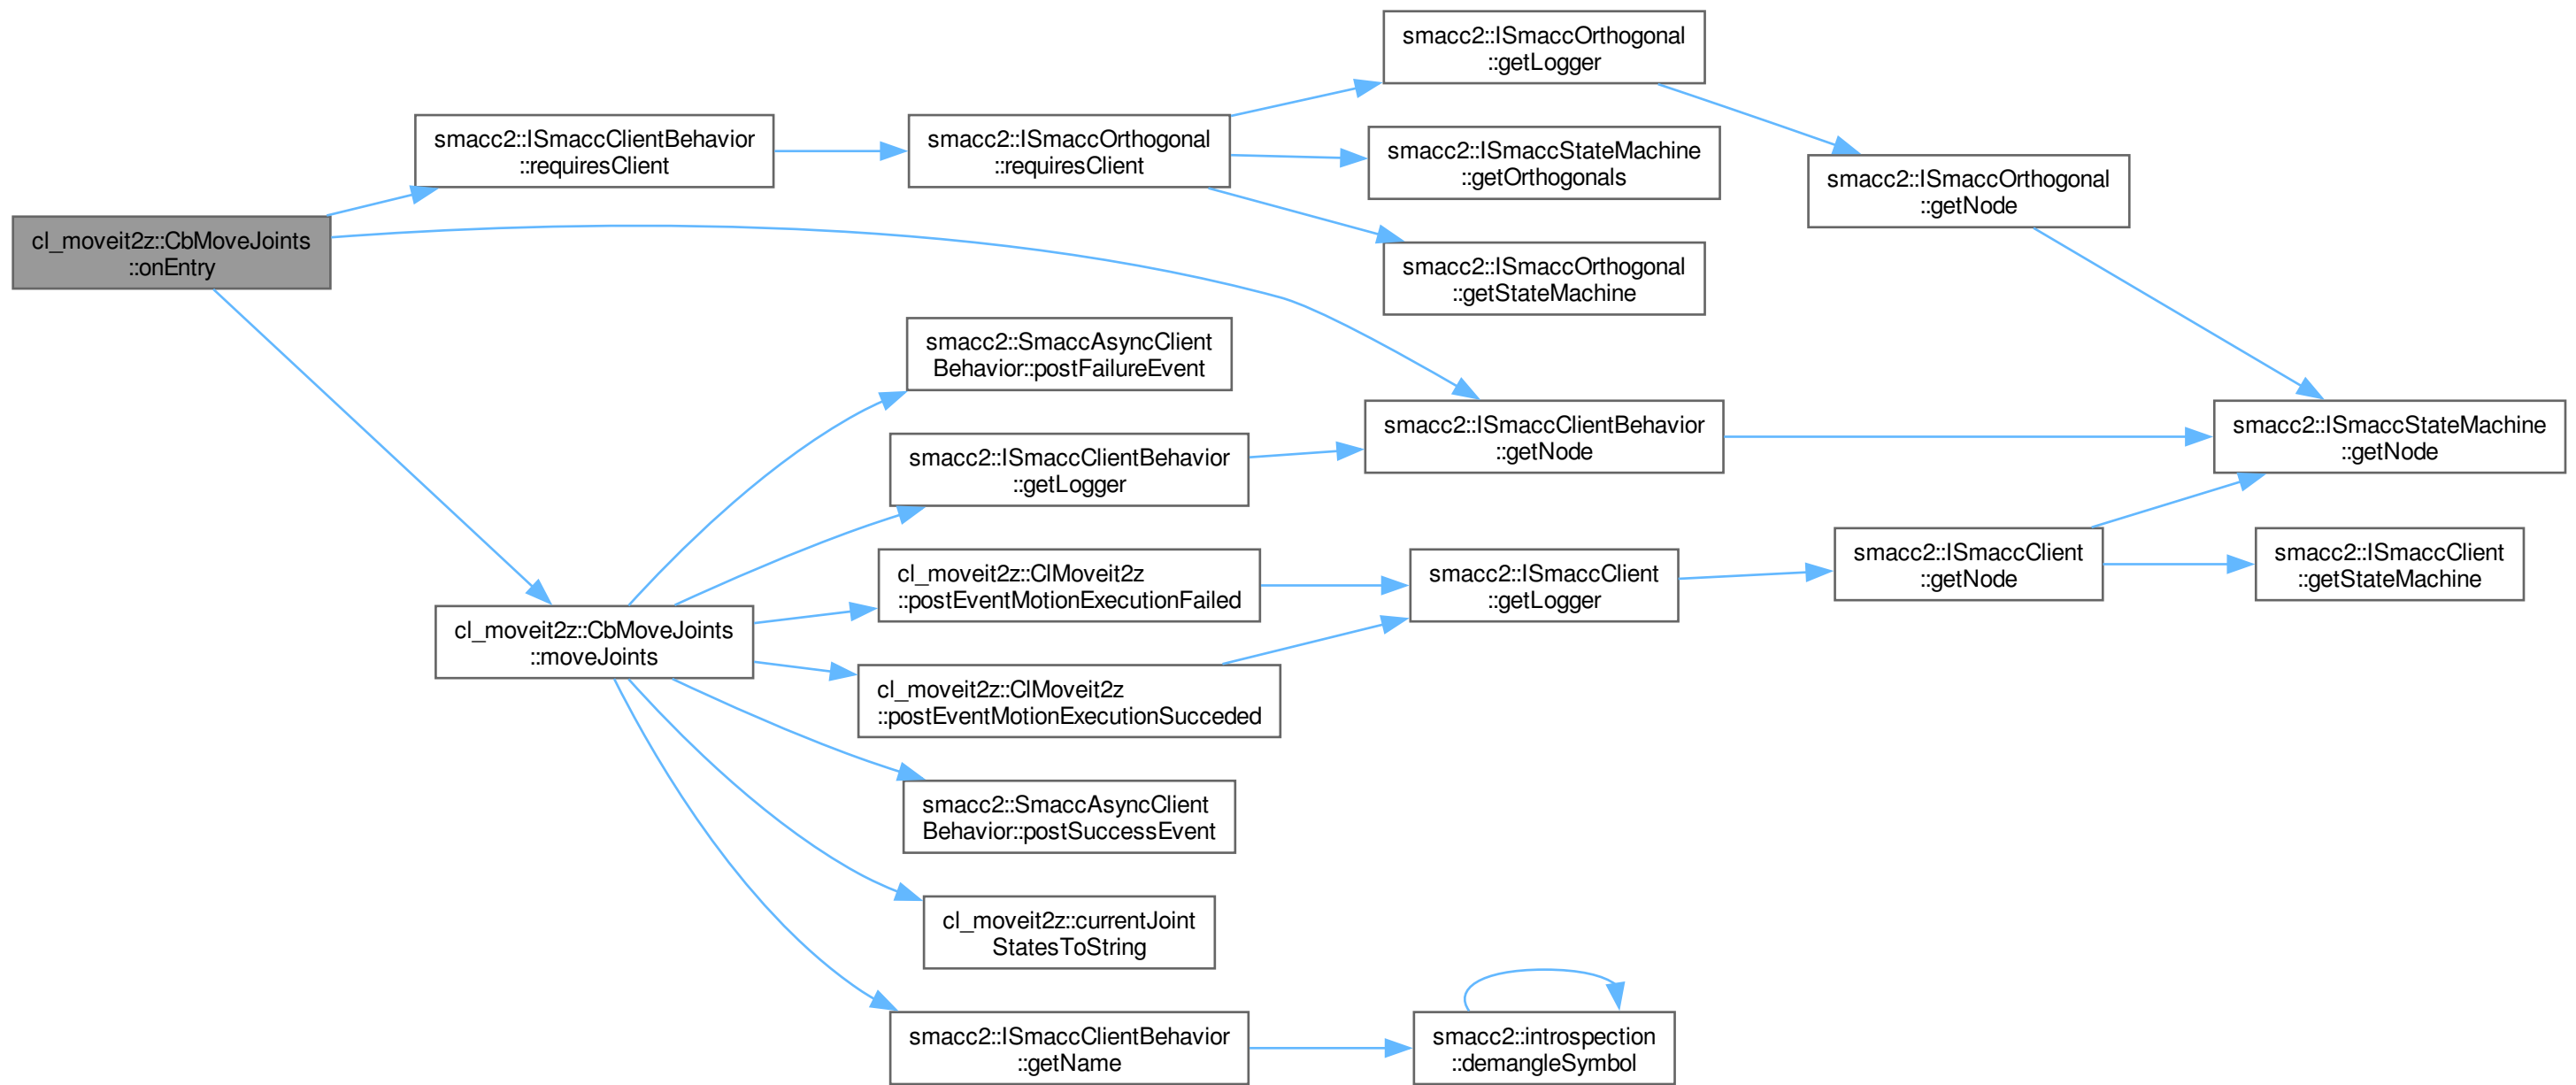 smacc2::ISmaccOrthogonal
::getLogger
smacc2::ISmaccClientBehavior
::requiresClient
smacc2::ISmaccOrthogonal
::requiresClient
smacc2::ISmaccStateMachine
::getOrthogonals
smacc2::ISmaccOrthogonal
::getNode
cl_moveit2z::CbMoveJoints
::onEntry
smacc2::ISmaccOrthogonal
::getStateMachine
smacc2::SmaccAsyncClient
Behavior::postFailureEvent
smacc2::ISmaccClientBehavior
::getNode
smacc2::ISmaccStateMachine
::getNode
smacc2::ISmaccClientBehavior
::getLogger
cl_moveit2z::ClMoveit2z
::postEventMotionExecutionFailed
smacc2::ISmaccClient
::getLogger
smacc2::ISmaccClient
::getNode
smacc2::ISmaccClient
::getStateMachine
cl_moveit2z::CbMoveJoints
::moveJoints
cl_moveit2z::ClMoveit2z
::postEventMotionExecutionSucceded
smacc2::SmaccAsyncClient
Behavior::postSuccessEvent
cl_moveit2z::currentJoint
StatesToString
smacc2::ISmaccClientBehavior
::getName
smacc2::introspection
::demangleSymbol